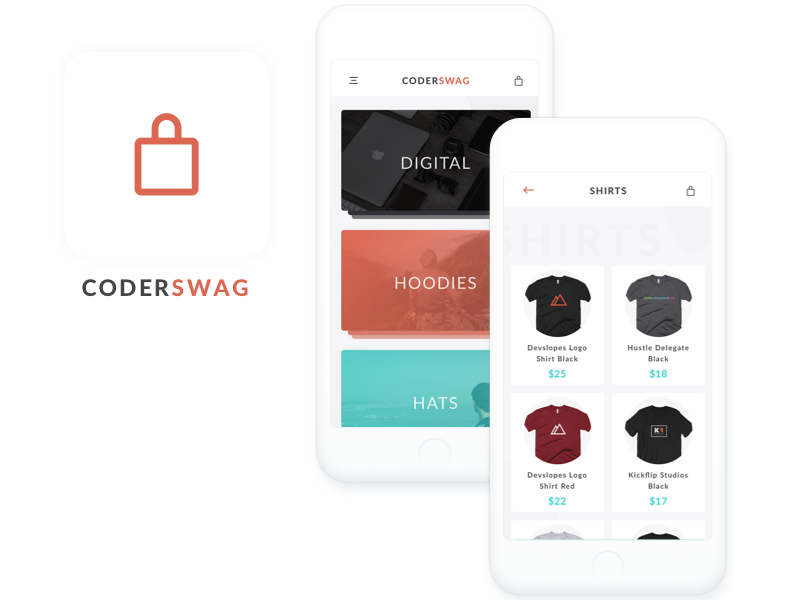 CODERSWAG
CODERSWAG
DIGITAL
HOODIES
HATS
SHIRTS
SHIRTS
Devslopes Logo
Shirt Black
$25
Hustle Delegate
Black
$18
Devslopes Logo
Shirt Red
$22
Kickflip Studios
Black
$17